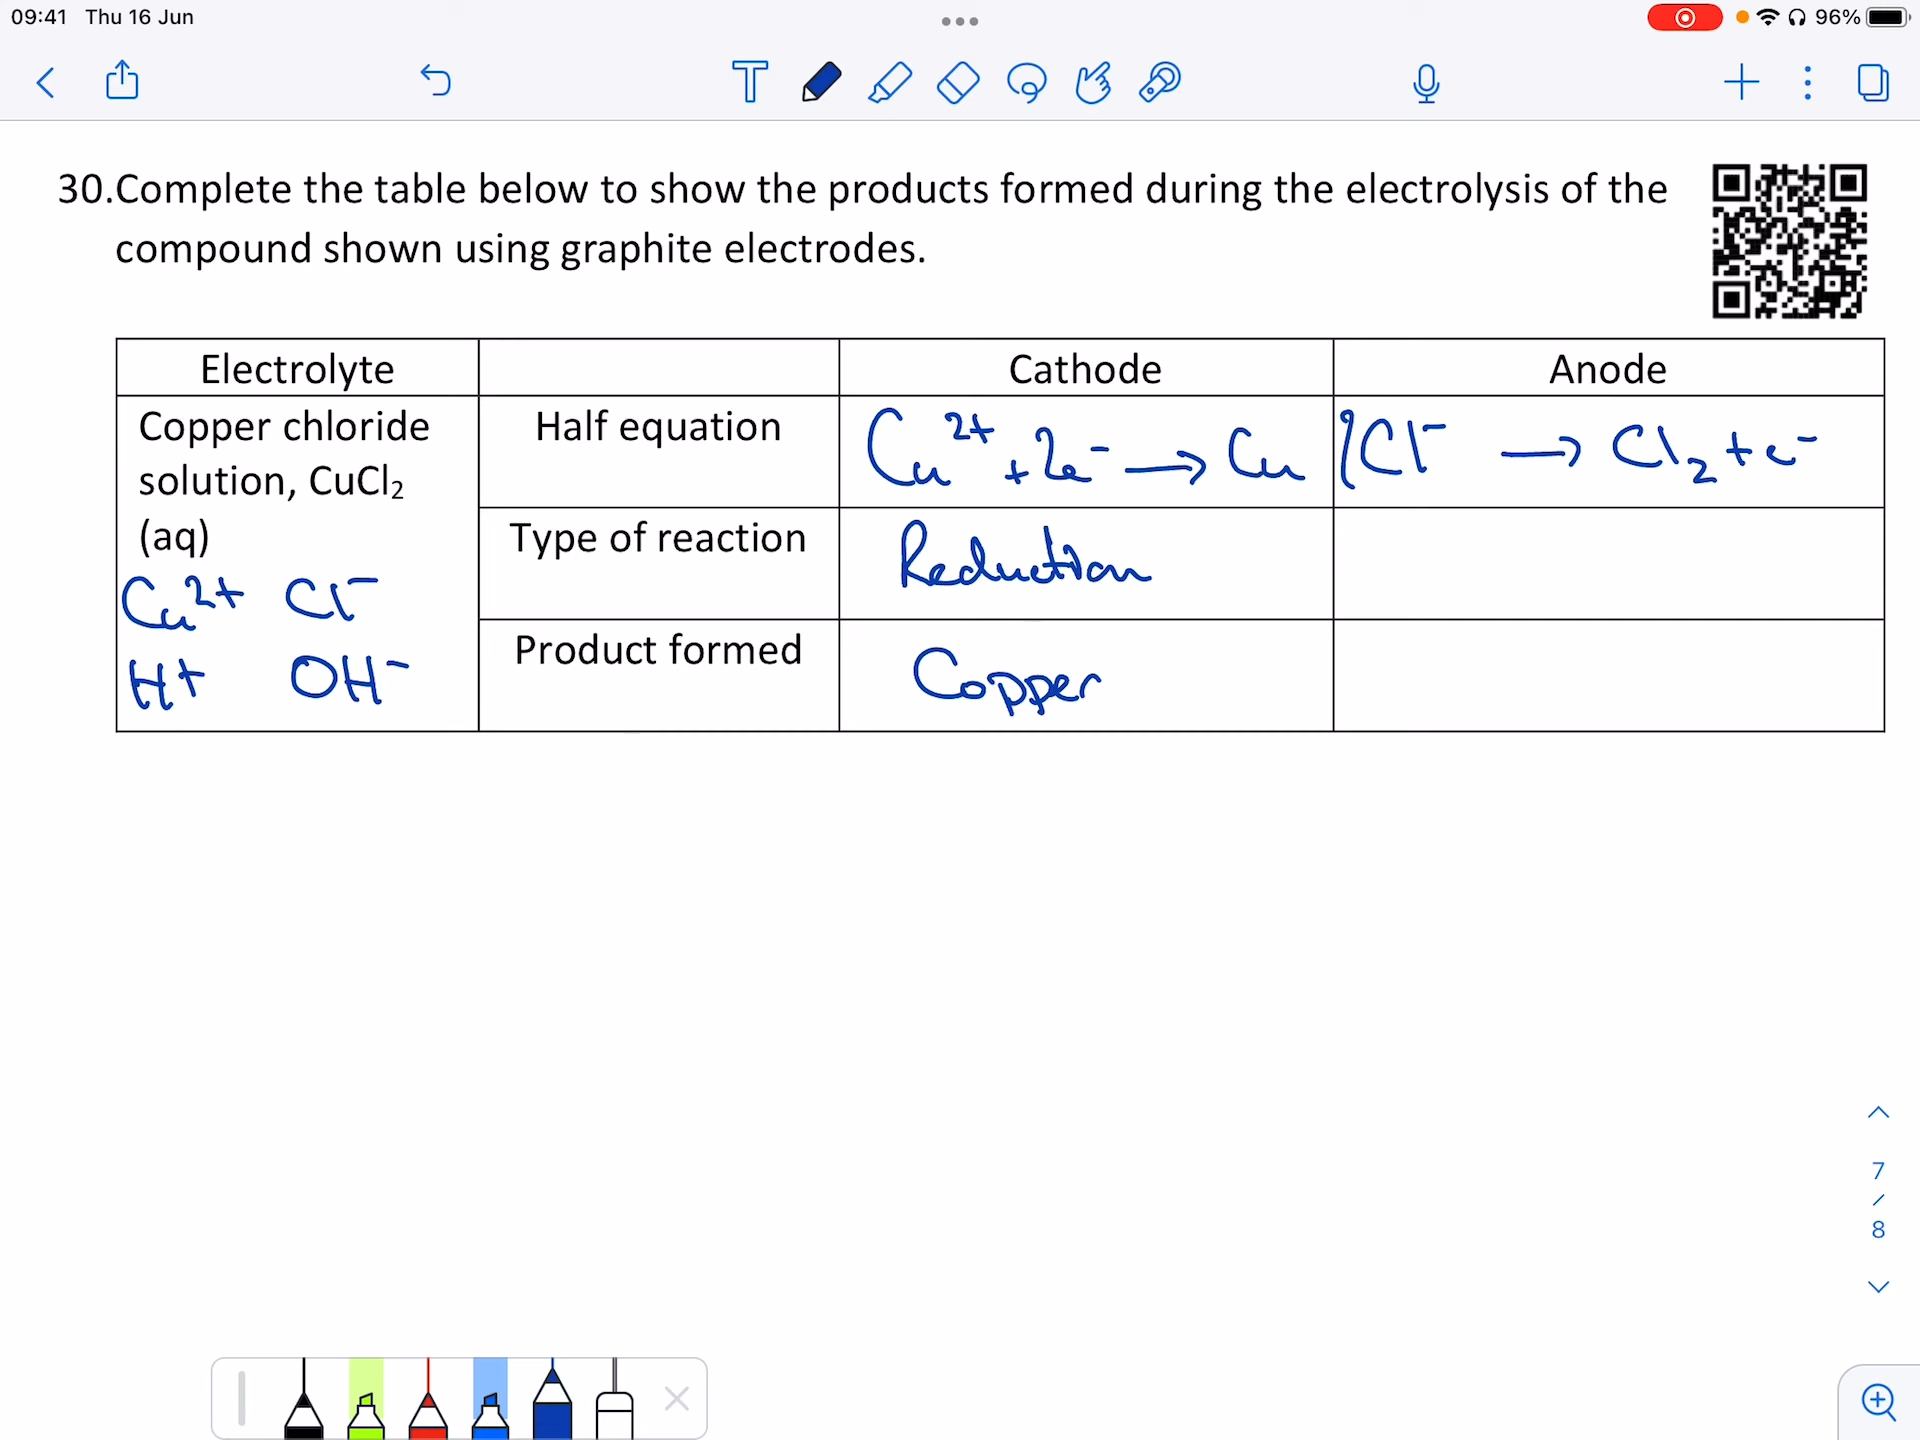 09:41 Thu 16 Jun
96%
30.Complete the table below to show the products formed during the electrolysis of the
compound shown using graphite electrodes.
Electrolyte Cathode Anode
Copper chloride
solution, CuCl₂
(aq)
Cu²⁺ Cl⁻
H⁺ OH⁻
Half equation
Cu²⁺ + 2e⁻ → Cu
Cl⁻ → Cl₂ + e⁻
Type of reaction
Reduction
Product formed
Copper
7
/
8